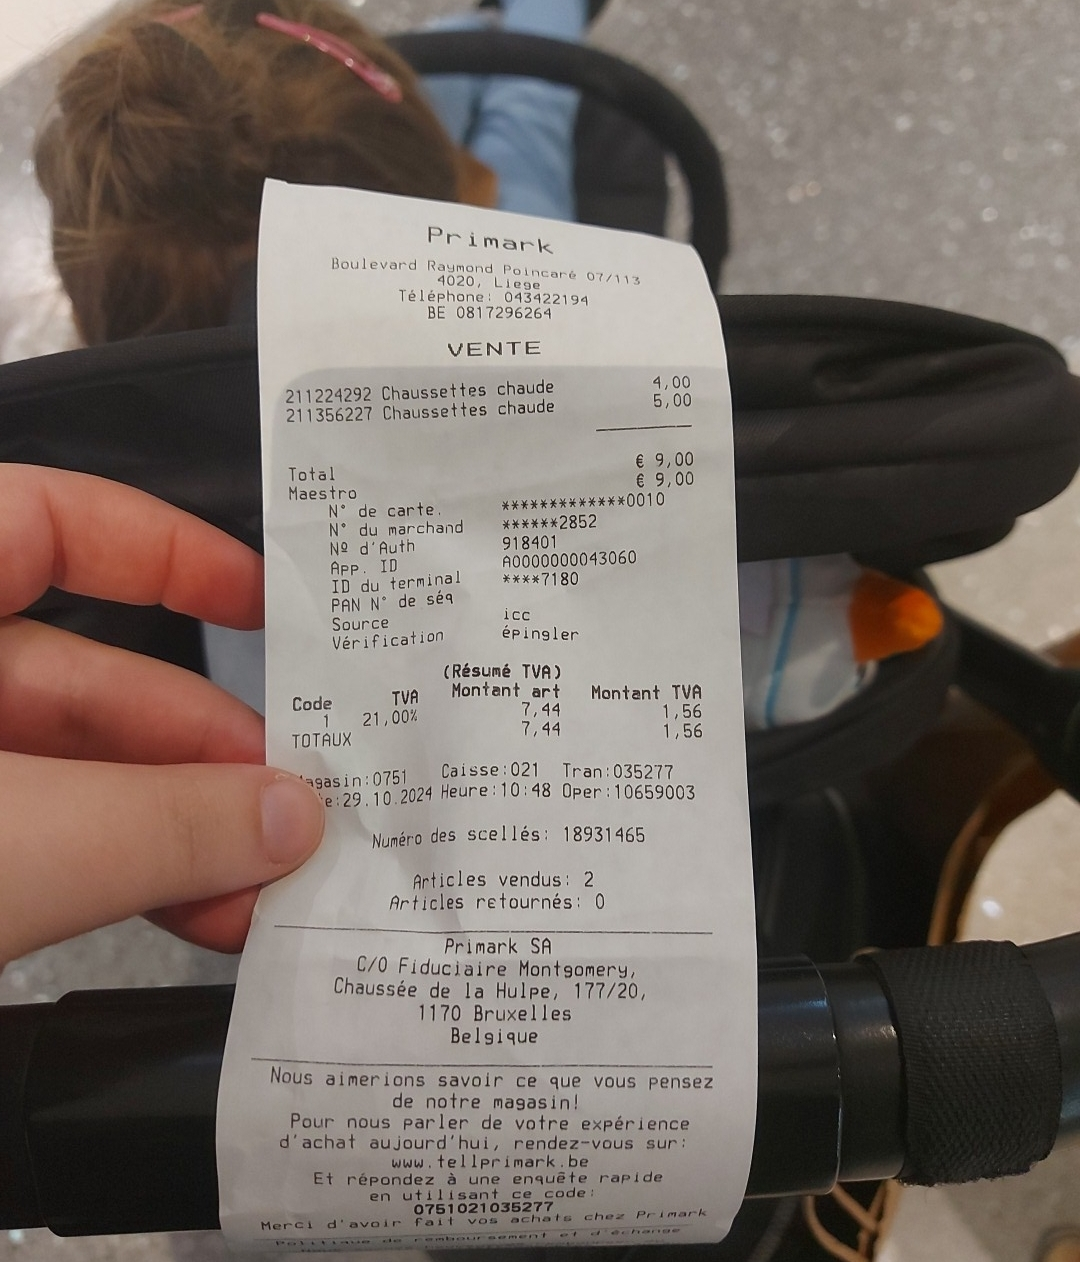 Primark
Boulevard Raymond Poincaré 07/113
4020, Liege
Téléphone: 043422194
BE 0817296264
VENTE
211224292 Chaussettes chaude 4,00
211356227 Chaussettes chaude 5,00
Total € 9,00
Maestro € 9,00
N° de carte. *************0010
N° du marchand ******2852
Nº d'Auth 918401
App. ID A0000000043060
ID du terminal ****7180
PAN N° de séq
Source icc
Vérification épingler
(Résumé TVA)
Code TVA Montant art Montant TVA
1 21,00% 7,44 1,56
TOTAUX 7,44 1,56
agasin:0751 Caisse:021 Tran:035277
e:29.10.2024 Heure:10:48 Oper:10659003
Numéro des scellés: 18931465
Articles vendus: 2
Articles retournés: 0
Primark SA
C/O Fiduciaire Montgomery,
Chaussée de la Hulpe, 177/20,
1170 Bruxelles
Belgique
Nous aimerions savoir ce que vous pensez
de notre magasin!
Pour nous parler de votre expérience
d'achat aujourd'hui, rendez-vous sur:
www.tellprimark.be
Et répondez à une enquête rapide
en utilisant ce code:
0751021035277
Merci d'avoir fait vos achats chez Primark
Politique de remboursement et d'échange